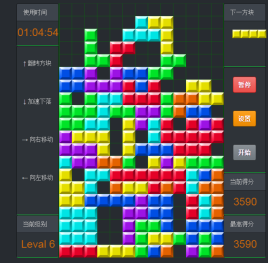 使用时间
01:04:54
↑翻转方块
↓加速下落
→向右移动
←向左移动
当前级别
Level 6
下一方块
暂停
设置
开始
当前得分
3590
最高得分
3590